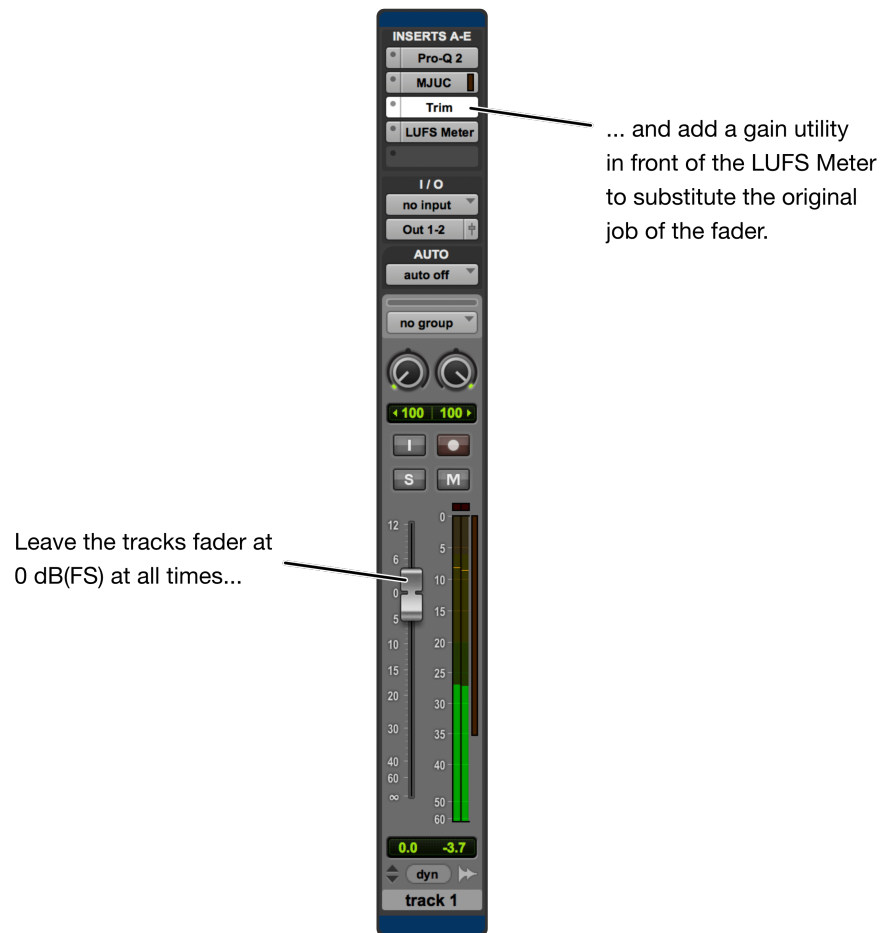 INSERTS A-E
Pro-Q 2
MJUC
Trim
LUFS Meter
... and add a gain utility
in front of the LUFS Meter
to substitute the original
job of the fader.
I / O
no input
Out 1-2
AUTO
auto off
no group
100 100
I
S M
Leave the tracks fader at
0 dB(FS) at all times...
12
6
0
5
10
15
20
30
40
60
∞
0
5
10
15
20
25
30
35
40
50
60
0.0 -3.7
dyn
track 1